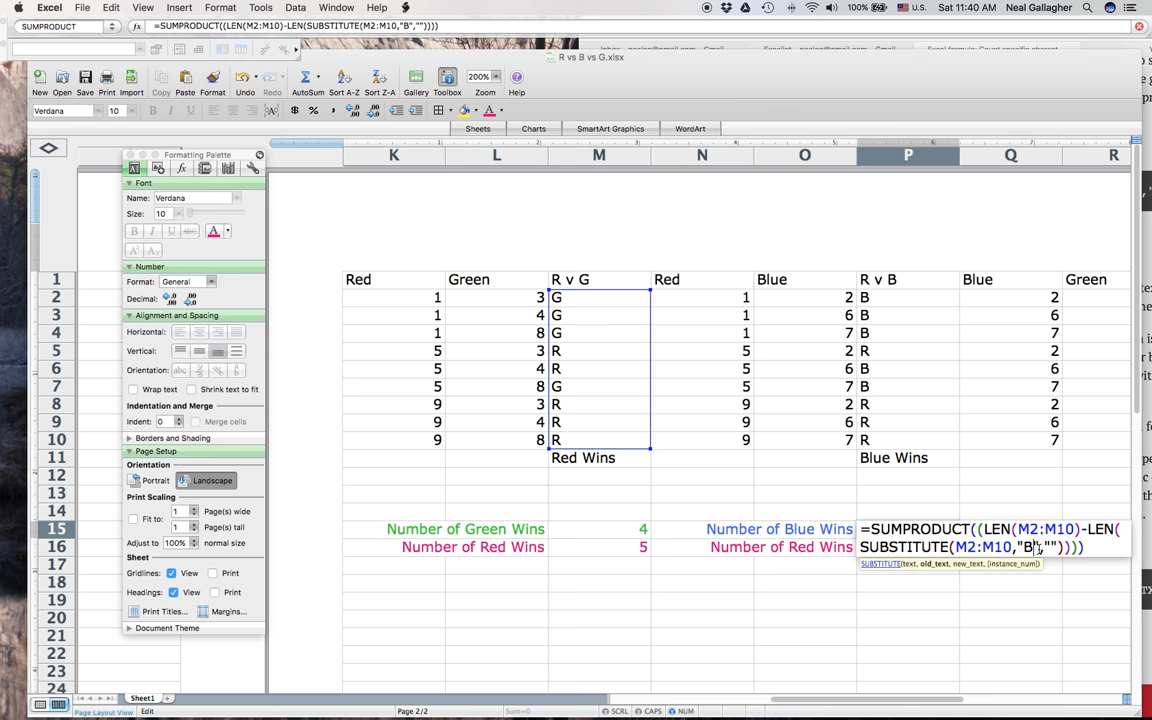 Excel File Edit View Insert Format Tools Data Window Help 100% U.S. Sat 11:40 AM Neal Gallagher
SUMPRODUCT fx =SUMPRODUCT((LEN(M2:M10)-LEN(SUBSTITUTE(M2:M10,"B",""))))
R vs B vs G.xlsx
200%
New Open Save Print Import Copy Paste Format Undo Redo AutoSum Sort A-Z Sort Z-A Gallery Toolbox Zoom Help
Verdana 10 B I U $ % , A
Sheets Charts SmartArt Graphics WordArt
Formatting Palette
Font
Name: Verdana
Size: 10
B I U ABC A
A² A₂
Number
Format: General
Decimal: .0 .00
Alignment and Spacing
Horizontal:
Vertical:
Orientation: abc
Wrap text Shrink text to fit
Indentation and Merge
Indent: 0 Merge cells
Borders and Shading
Page Setup
Orientation
Portrait Landscape
Print Scaling
1 Page(s) wide
Fit to:
1 Page(s) tall
Adjust to 100% normal size
Sheet
Gridlines: View Print
Headings: View Print
Print Titles... Margins...
Document Theme
K L M N O P Q R
1 Red Green R v G Red Blue R v B Blue Green
2 1 3 G 1 2 B 2
3 1 4 G 1 6 B 6
4 1 8 G 1 7 B 7
5 5 3 R 5 2 R 2
6 5 4 R 5 6 B 6
7 5 8 G 5 7 B 7
8 9 3 R 9 2 R 2
9 9 4 R 9 6 R 6
10 9 8 R 9 7 R 7
11 Red Wins Blue Wins
12
13
14
15 Number of Green Wins 4 Number of Blue Wins =SUMPRODUCT((LEN(M2:M10)-LEN(
16 Number of Red Wins 5 Number of Red Wins SUBSTITUTE(M2:M10,"B",""))))
SUBSTITUTE(text, old_text, new_text, [instance_num])
17
18
19
20
21
22
23
24
Sheet1
Page Layout View Edit Page 2/2 Sum=0 SCRL CAPS NUM